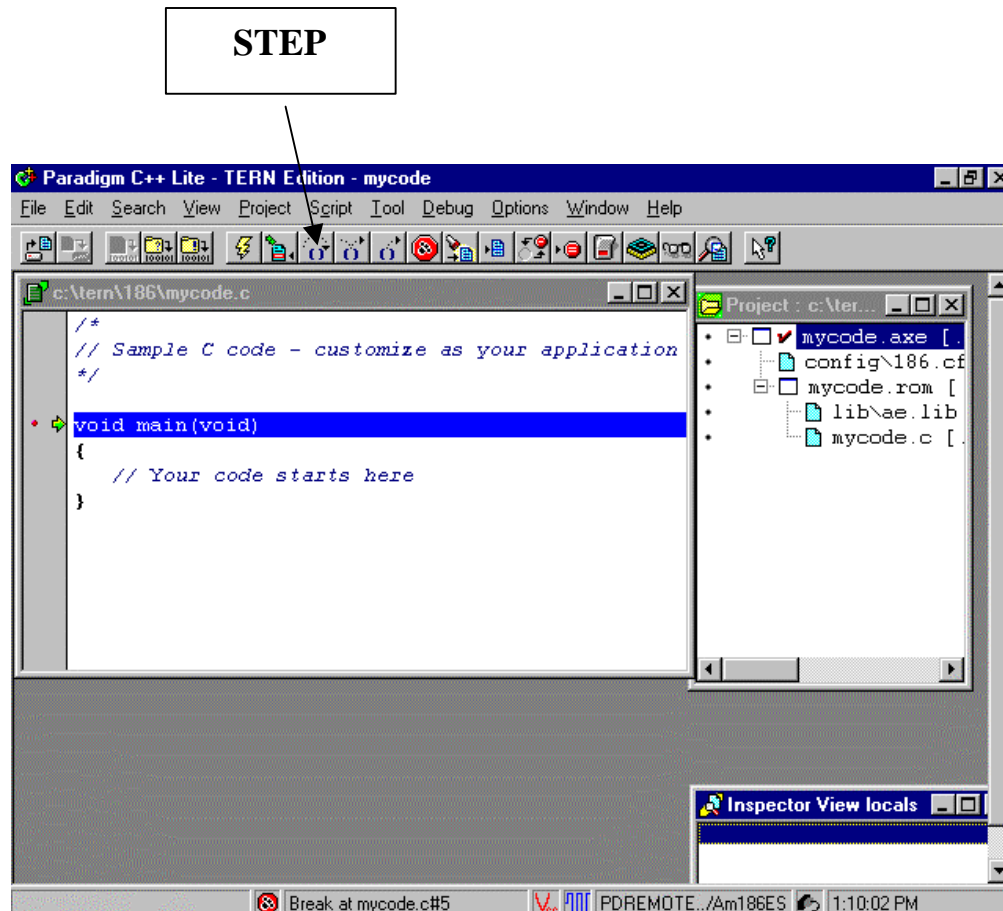 STEP
Paradigm C++ Lite - TERN Edition - mycode
File Edit Search View Project Script Tool Debug Options Window Help
c:\tern\186\mycode.c
/*
// Sample C code - customize as your application
*/
void main(void)
{
// Your code starts here
}
Project : c:\ter...
mycode.axe [.
config\186.cf
mycode.rom [
lib\ae.lib
mycode.c [.
Inspector View locals
Break at mycode.c#5
PDREMOTE../Am186ES
1:10:02 PM